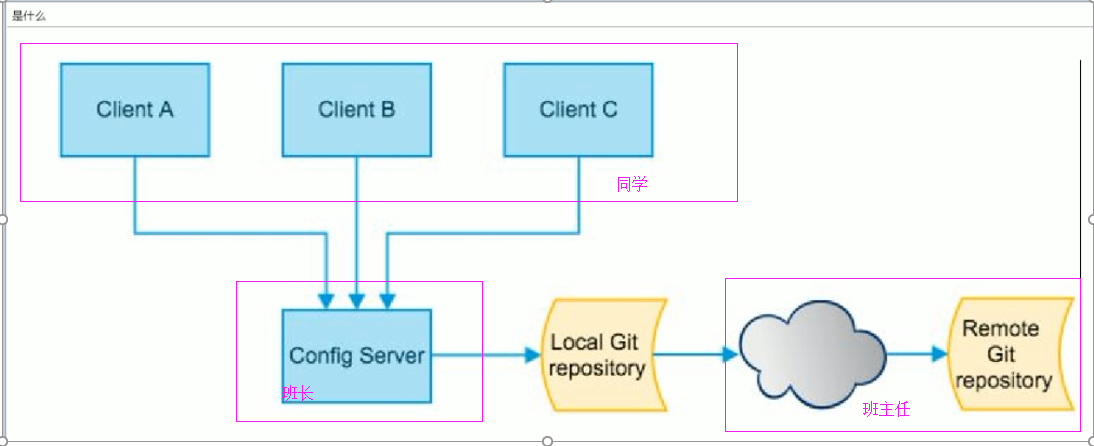 是什么
Client A
Client B
Client C
同学
Config Server
班长
Local Git
repository
Remote
Git
repository
班主任